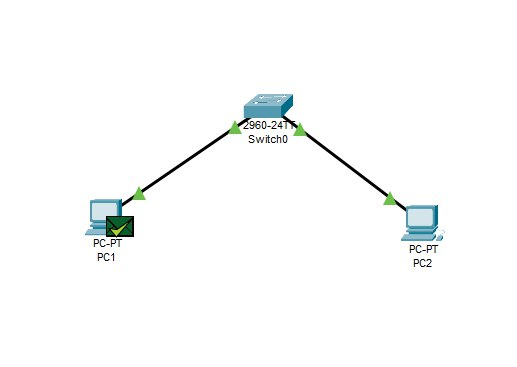 2960-24TT
Switch0
PC-PT
PC1
PC-PT
PC2